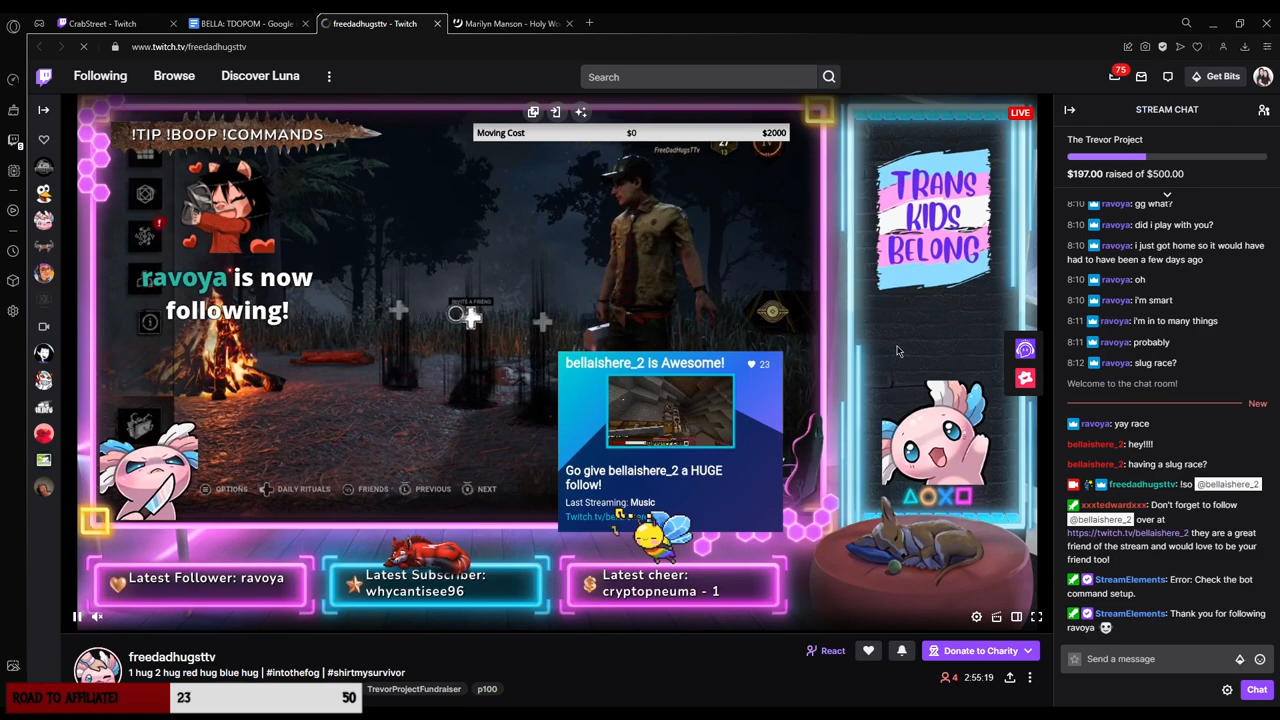 CrabStreet - Twitch
BELLA: TDOPOM - Google
freedadhugsttv - Twitch
Marilyn Manson - Holy Wo
www.twitch.tv/freedadhugsttv
Following
Browse
Discover Luna
Search
75
Get Bits
!TIP !BOOP !COMMANDS
Moving Cost $0 $2000
FreeDadHugsTTv
LIVE
TRANS
KIDS
BELONG
ravoya is now
following!
INVITE A FRIEND
bellaishere_2 Is Awesome!
23
Go give bellaishere_2 a HUGE
follow!
Last Streaming: Music
OPTIONS
DAILY RITUALS
FRIENDS
PREVIOUS
NEXT
Latest Follower: ravoya
Latest Subscriber:
whycantisee96
Latest cheer:
cryptopneuma - 1
STREAM CHAT
The Trevor Project
$197.00 raised of $500.00
8:10 ravoya: gg what?
8:10 ravoya: did i play with you?
8:10 ravoya: i just got home so it would have
had to have been a few days ago
8:10 ravoya: oh
8:10 ravoya: i'm smart
8:11 ravoya: i'm in to many things
8:11 ravoya: probably
8:12 ravoya: slug race?
Welcome to the chat room!
New
ravoya: yay race
bellaishere_2: hey!!!!
bellaishere_2: having a slug race?
freedadhugsttv: !so @bellaishere_2
xxxtedwardxxx: Don't forget to follow
@bellaishere_2 over at
https://twitch.tv/bellaishere_2 they are a great
friend of the stream and would love to be your
friend too!
StreamElements: Error: Check the bot
command setup.
StreamElements: Thank you for following
ravoya
Send a message
Chat
freedadhugsttv
1 hug 2 hug red hug blue hug | #intothefog | #shirtmysurvivor
TrevorProjectFundraiser
p100
React
Donate to Charity
4
2:55:19
ROAD TO AFFILIATE!
23
50